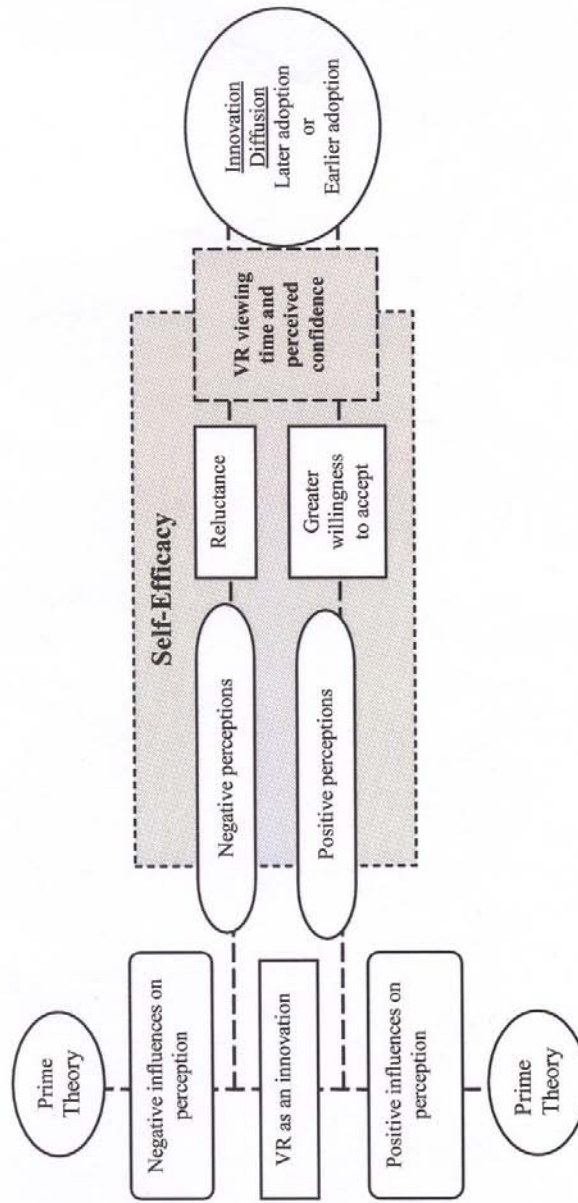 Prime
Theory
Negative influences on
perception
VR as an innovation
Positive influences on
perception
Prime
Theory
Self-Efficacy
Negative perceptions
Positive perceptions
Reluctance
Greater
willingness
to accept
VR viewing
time and
perceived
confidence
Innovation
Diffusion
Later adoption
or
Earlier adoption